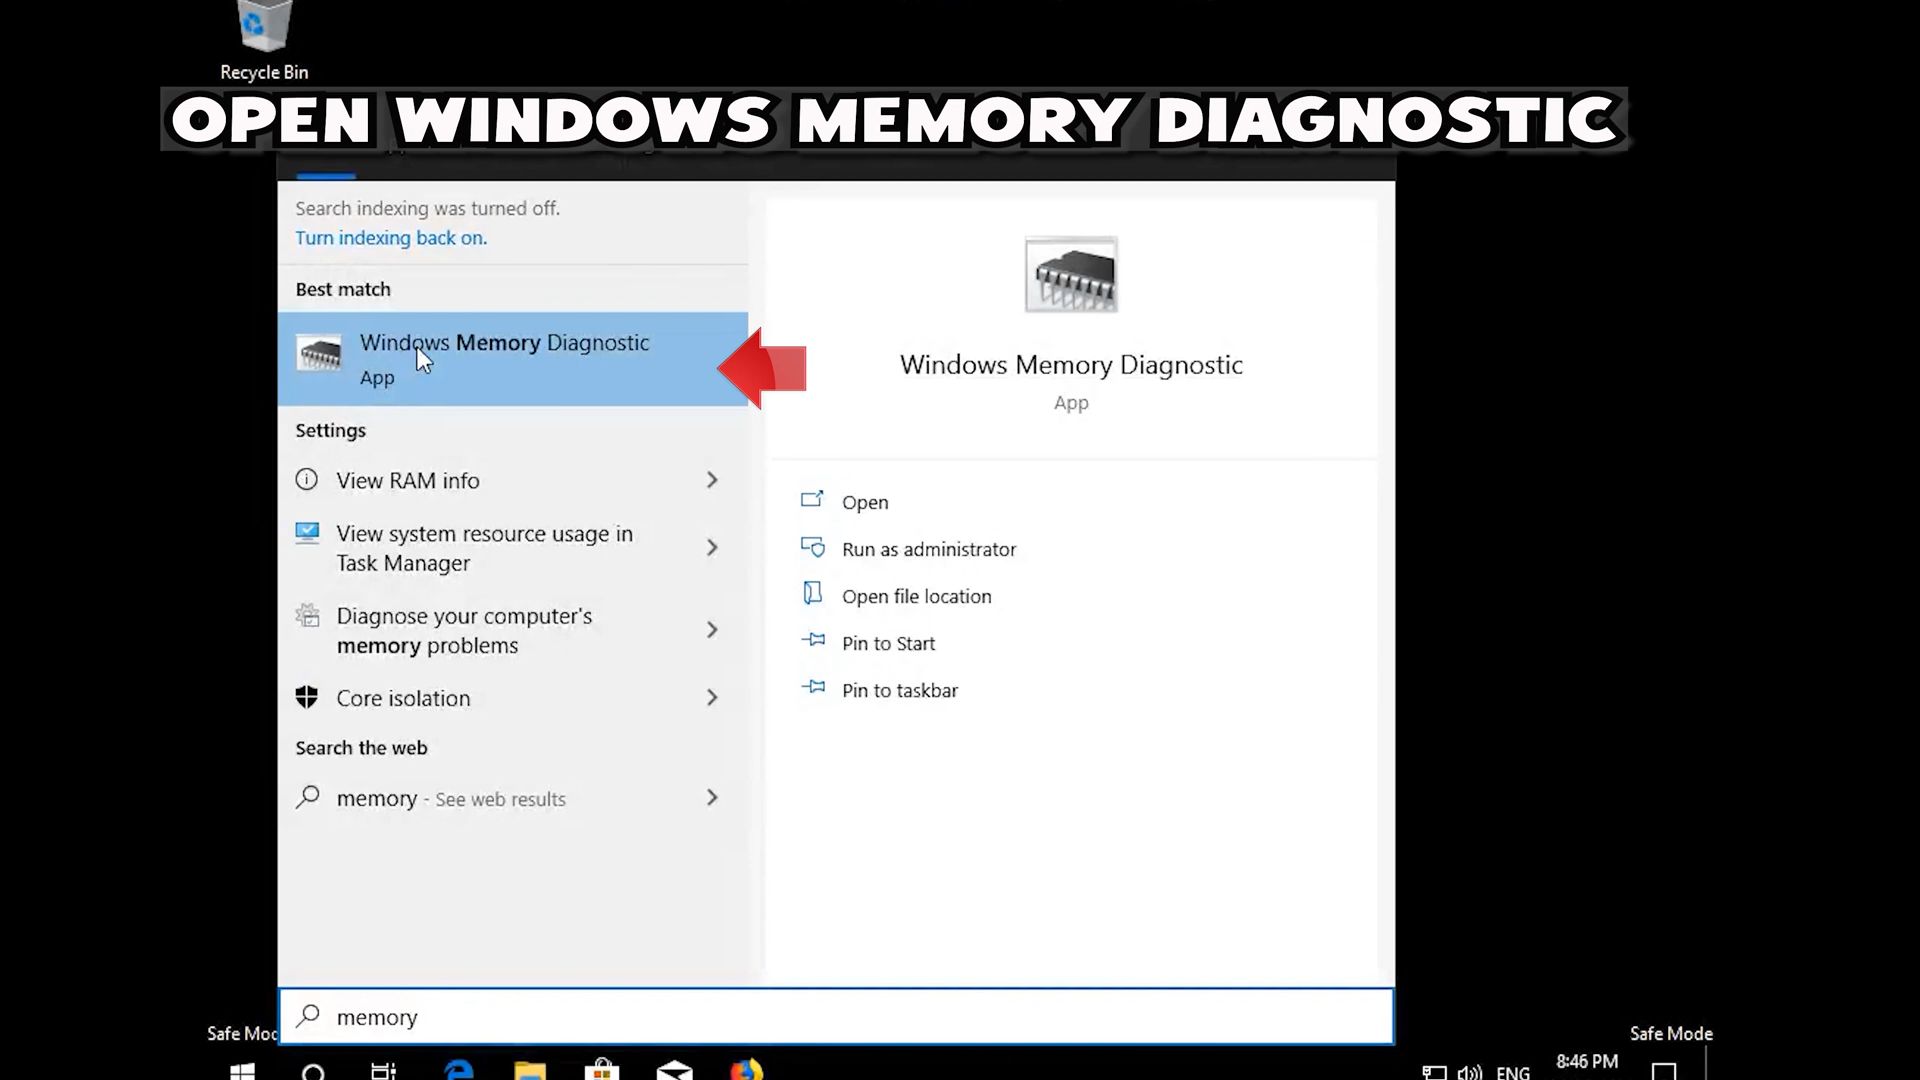 Recycle Bin
OPEN WINDOWS MEMORY DIAGNOSTIC
Search indexing was turned off.
Turn indexing back on.
Best match
Windows Memory Diagnostic
App
Settings
View RAM info
View system resource usage in
Task Manager
Diagnose your computer's
memory problems
Core isolation
Search the web
memory - See web results
Windows Memory Diagnostic
App
Open
Run as administrator
Open file location
Pin to Start
Pin to taskbar
memory
Safe Mod
Safe Mode
8:46 PM
ENG